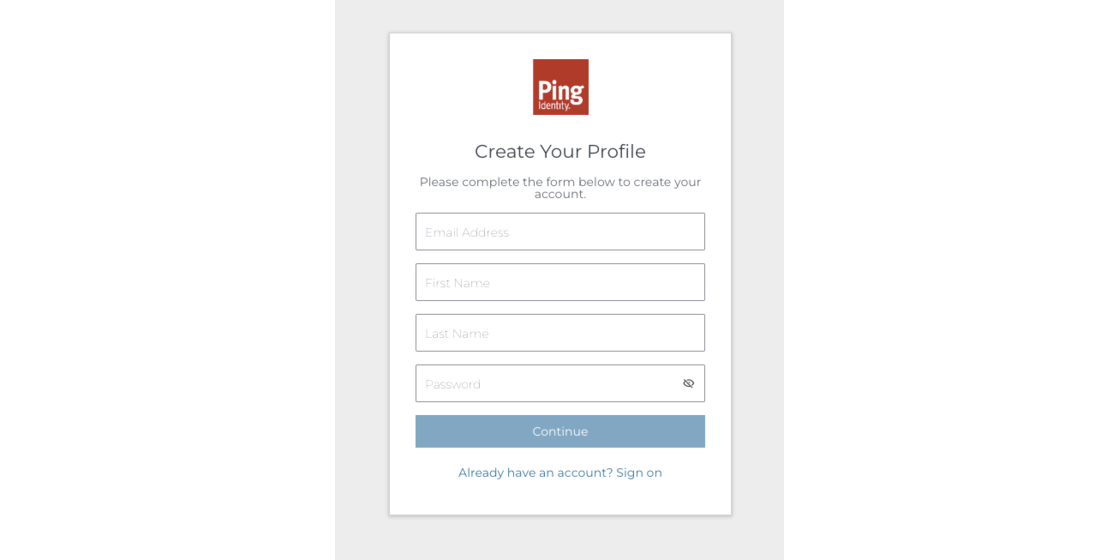 Ping
Identity.
Create Your Profile
Please complete the form below to create your
account.
Email Address
First Name
Last Name
Password
Continue
Already have an account? Sign on